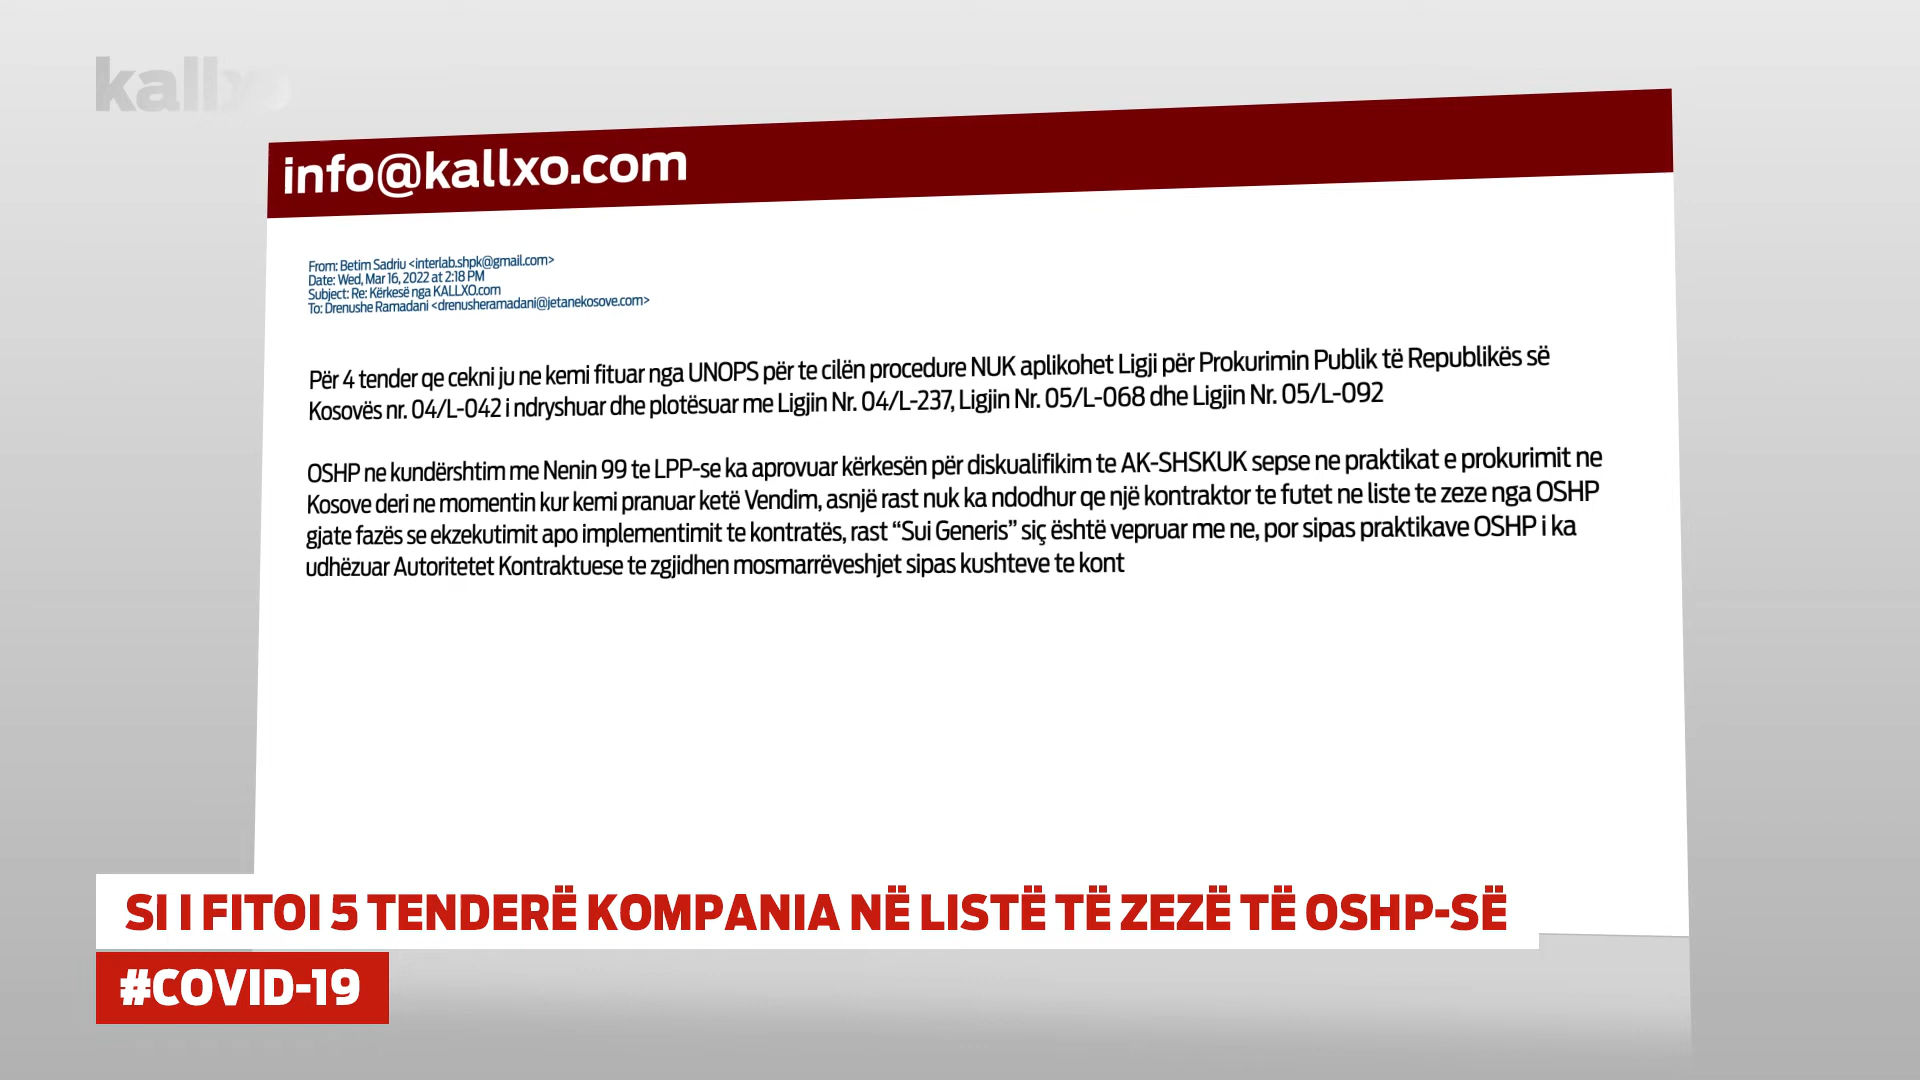 kallxo
info@kallxo.com
From: Betim Sadriu <interlab.shpk@gmail.com>
Date: Wed, Mar 16, 2022 at 2:18 PM
Subject: Re: Kërkesë nga KALLXO.com
To: Drenushe Ramadani <drenusheramadani@jetanekosove.com>
Për 4 tender qe cekni ju ne kemi fituar nga UNOPS për te cilën procedure NUK aplikohet Ligji për Prokurimin Publik të Republikës së
Kosovës nr. 04/L-042 i ndryshuar dhe plotësuar me Ligjin Nr. 04/L-237, Ligjin Nr. 05/L-068 dhe Ligjin Nr. 05/L-092
OSHP ne kundërshtim me Nenin 99 te LPP-se ka aprovuar kërkesën për diskualifikim te AK-SHSKUK sepse ne praktikat e prokurimit ne
Kosove deri ne momentin kur kemi pranuar ketë Vendim, asnjë rast nuk ka ndodhur qe një kontraktor te futet ne liste te zeze nga OSHP
gjate fazës se ekzekutimit apo implementimit te kontratës, rast “Sui Generis” siç është vepruar me ne, por sipas praktikave OSHP i ka
udhëzuar Autoritetet Kontraktuese te zgjidhen mosmarrëveshjet sipas kushteve te kont
SI I FITOI 5 TENDERË KOMPANIA NË LISTË TË ZEZË TË OSHP-SË
#COVID-19